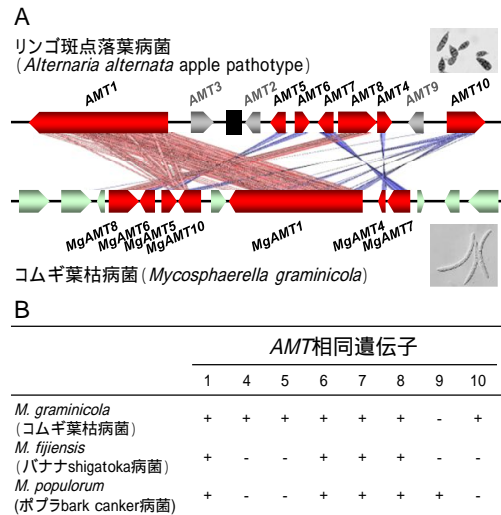 A
リンゴ斑点落葉病菌
(Alternaria alternata apple pathotype)
AMT1 AMT3 AMT2 AMT5 AMT6 AMT7 AMT8 AMT4 AMT9 AMT10
MgAMT8 MgAMT6 MgAMT5 MgAMT10 MgAMT1 MgAMT4 MgAMT7
コムギ葉枯病菌(Mycosphaerella graminicola)
B
AMT相同遺伝子
1 4 5 6 7 8 9 10
M. graminicola
(コムギ葉枯病菌) + + + + + + - +
M. fijiensis
(バナナshigatoka病菌) + - - + + + - -
M. populorum
(ポプラbark canker病菌) + - - + + + + -